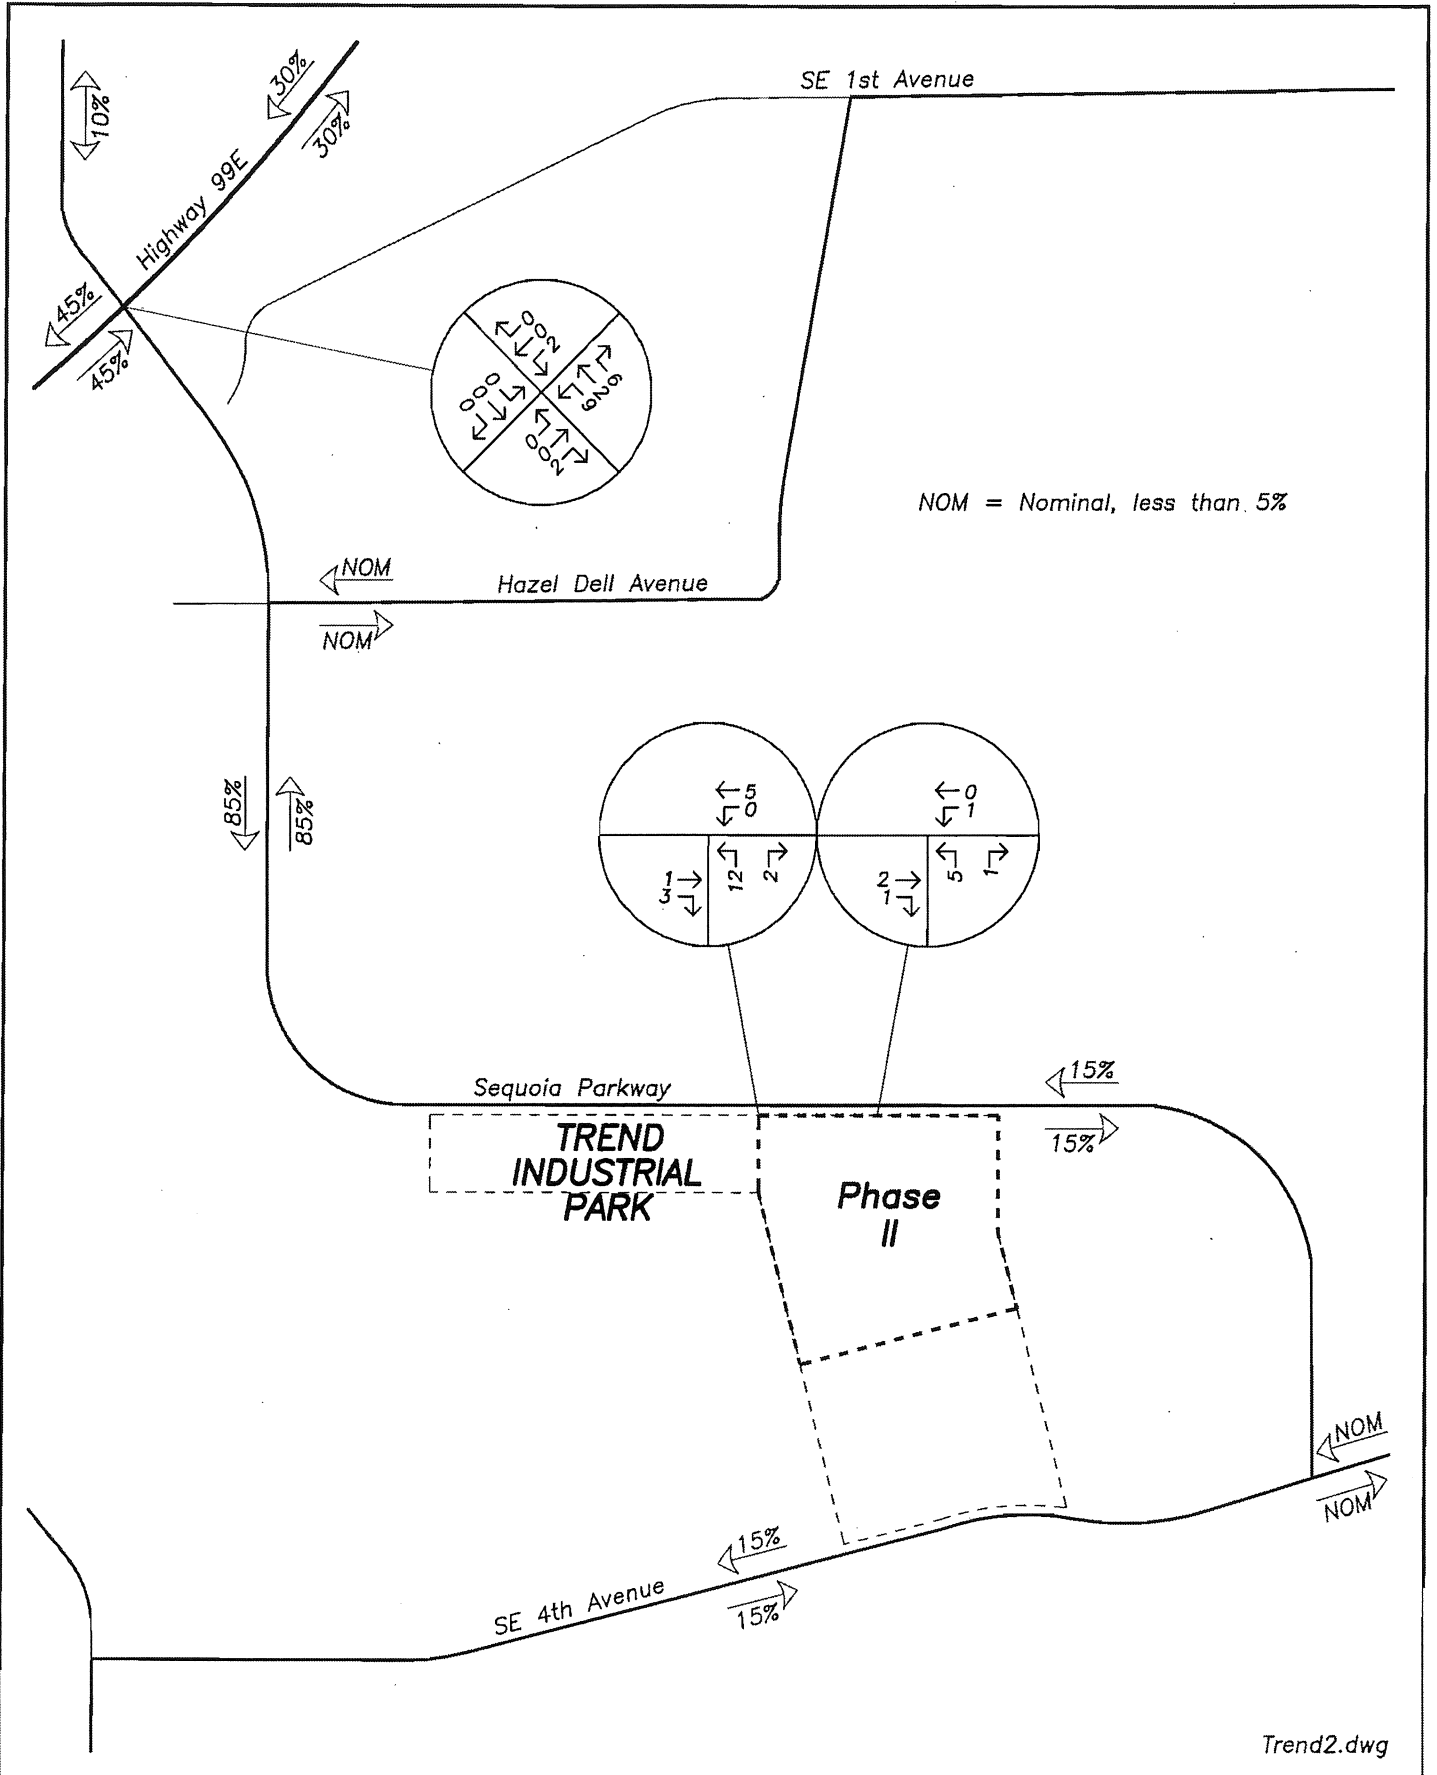 SE 1st Avenue
10%
30%
30%
Highway 99E
45%
45%
0
0
2
0
0
0
6
2
9
0
0
2
NOM = Nominal, less than 5%
NOM
Hazel Dell Avenue
NOM
85%
85%
5
0
1
3
12
2
0
1
2
1
5
1
15%
Sequoia Parkway
15%
TREND
INDUSTRIAL
PARK
Phase
II
NOM
NOM
15%
SE 4th Avenue
15%
Trend2.dwg